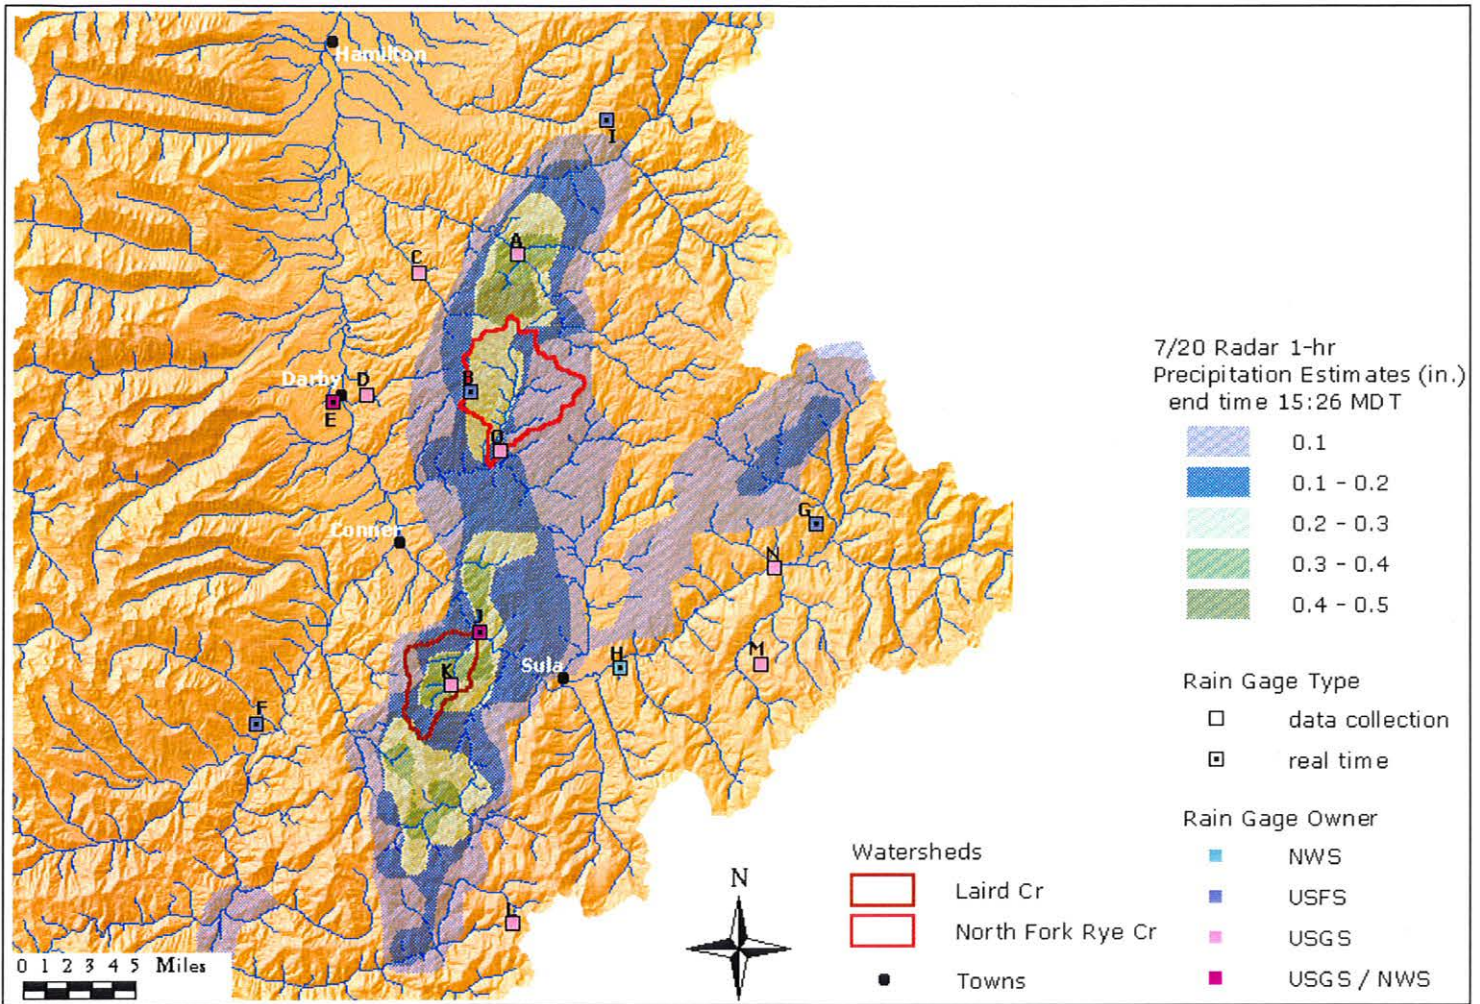 Hamilton
I
A
C
Darby
D
B
E
O
Conner
G
N
J
Sula
H
M
K
F
L
0 1 2 3 4 5 Miles
N
7/20 Radar 1-hr
Precipitation Estimates (in.)
end time 15:26 MDT
0.1
0.1 - 0.2
0.2 - 0.3
0.3 - 0.4
0.4 - 0.5
Rain Gage Type
data collection
real time
Rain Gage Owner
NWS
USFS
USGS
USGS / NWS
Watersheds
Laird Cr
North Fork Rye Cr
Towns